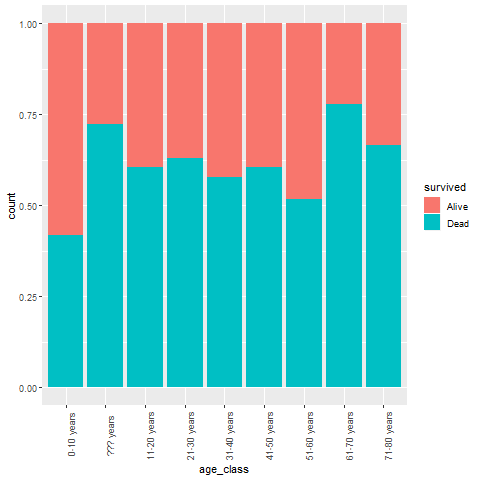 1.00
0.75
0.50
0.25
0.00
count
0-10 years
??? years
11-20 years
21-30 years
31-40 years
41-50 years
51-60 years
61-70 years
71-80 years
age_class
survived
Alive
Dead